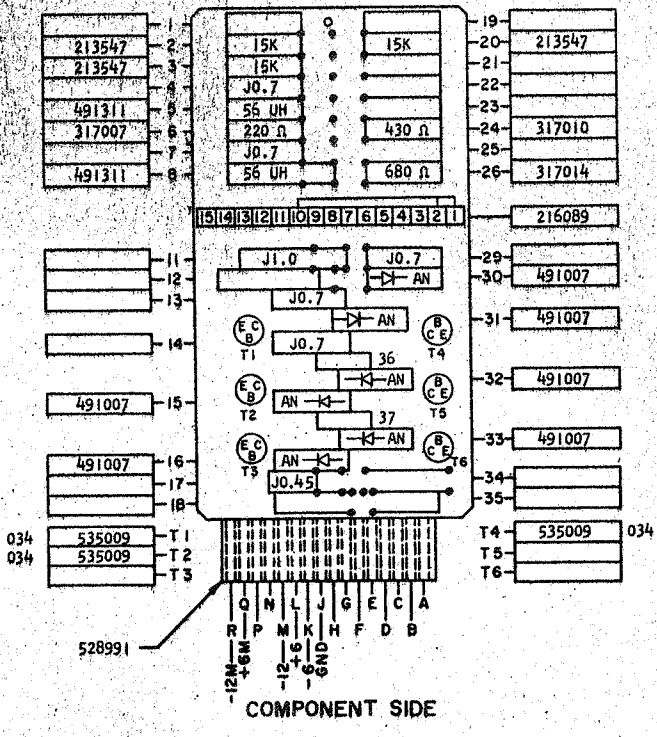 1 19
213547 2 15K 15K 20 213547
213547 3 15K 21
4 J0.7 22
491311 5 56 UH 23
317007 6 220 Ω 430 Ω 24 317010
7 J0.7 25
491311 8 56 UH 680 Ω 26 317014
15 14 13 12 11 10 9 8 7 6 5 4 3 2 1 216089
11 J1.0 J0.7 29
12 AN 30 491007
13 J0.7
E C B AN B C E 31 491007
14 T1 J0.7 T4
36
E C B AN B C E 32 491007
491007 15 T2 AN T5
37
E C B AN B C E 33 491007
491007 16 T3 AN T6
17 J0.45 34
18 35
034 535009 T1 T4 535009 034
034 535009 T2 T5
T3 T6
Q N L J G E C A
R P M K H F D B
528991
-12M +6M -12 +6 -6 GND
COMPONENT SIDE